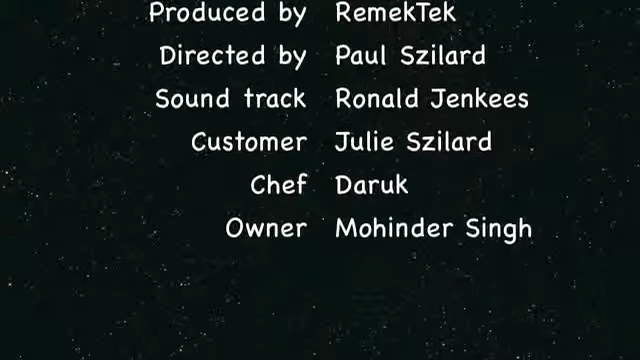 Produced by RemekTek
Directed by Paul Szilard
Sound track Ronald Jenkees
Customer Julie Szilard
Chef Daruk
Owner Mohinder Singh